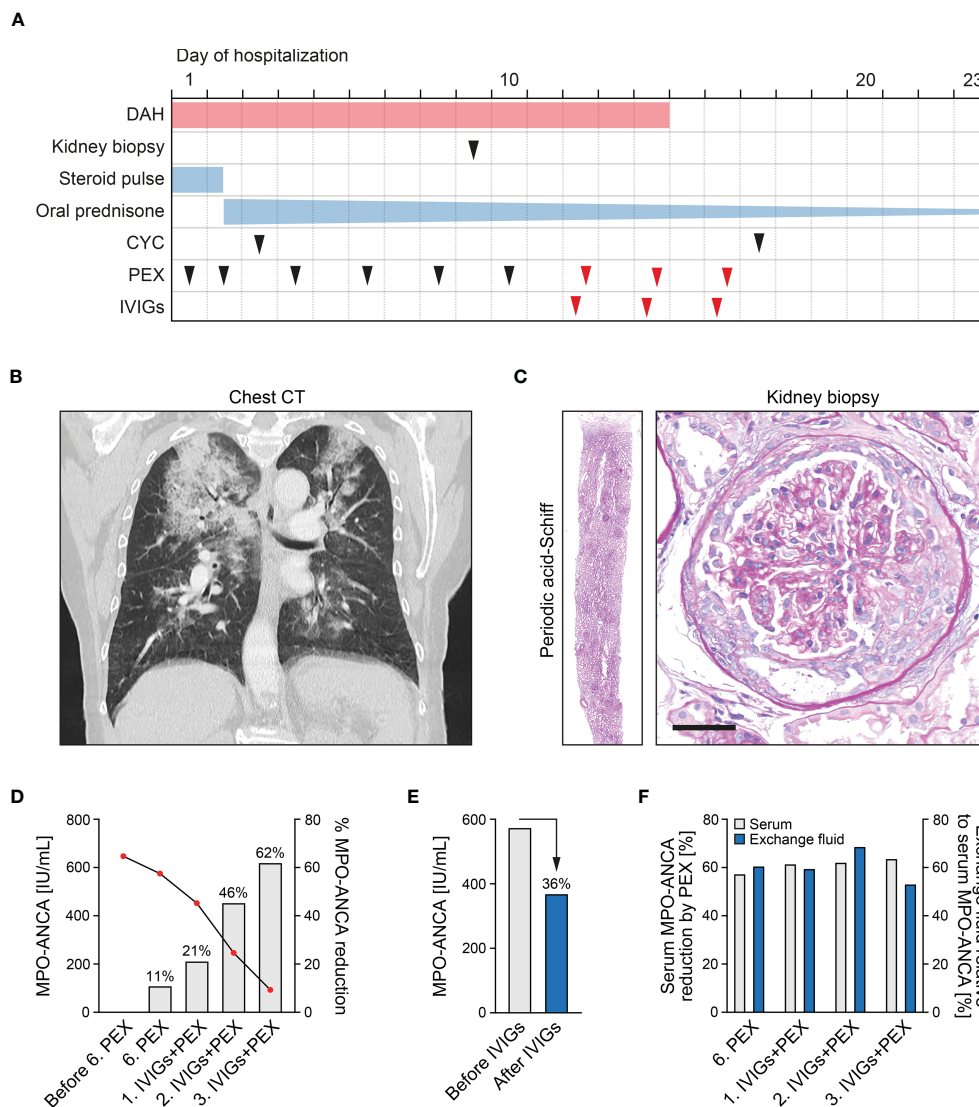 A
Day of hospitalization
1 10 20 23
DAH
Kidney biopsy
Steroid pulse
Oral prednisone
CYC
PEX
IVIGs
B
Chest CT
C
Kidney biopsy
Periodic acid-Schiff
D
MPO-ANCA [IU/mL]
800
600
400
200
0
11%
21%
46%
62%
80
60
40
20
0
% MPO-ANCA reduction
Before 6. PEX
6. PEX
1. IVIGs+PEX
2. IVIGs+PEX
3. IVIGs+PEX
E
MPO-ANCA [IU/mL]
600
400
200
0
36%
Before IVIGs
After IVIGs
F
Serum MPO-ANCA
reduction by PEX [%]
80
60
40
20
0
Serum
Exchange fluid
80
60
40
20
0
to serum MPO-ANCA [%]
6. PEX
1. IVIGs+PEX
2. IVIGs+PEX
3. IVIGs+PEX